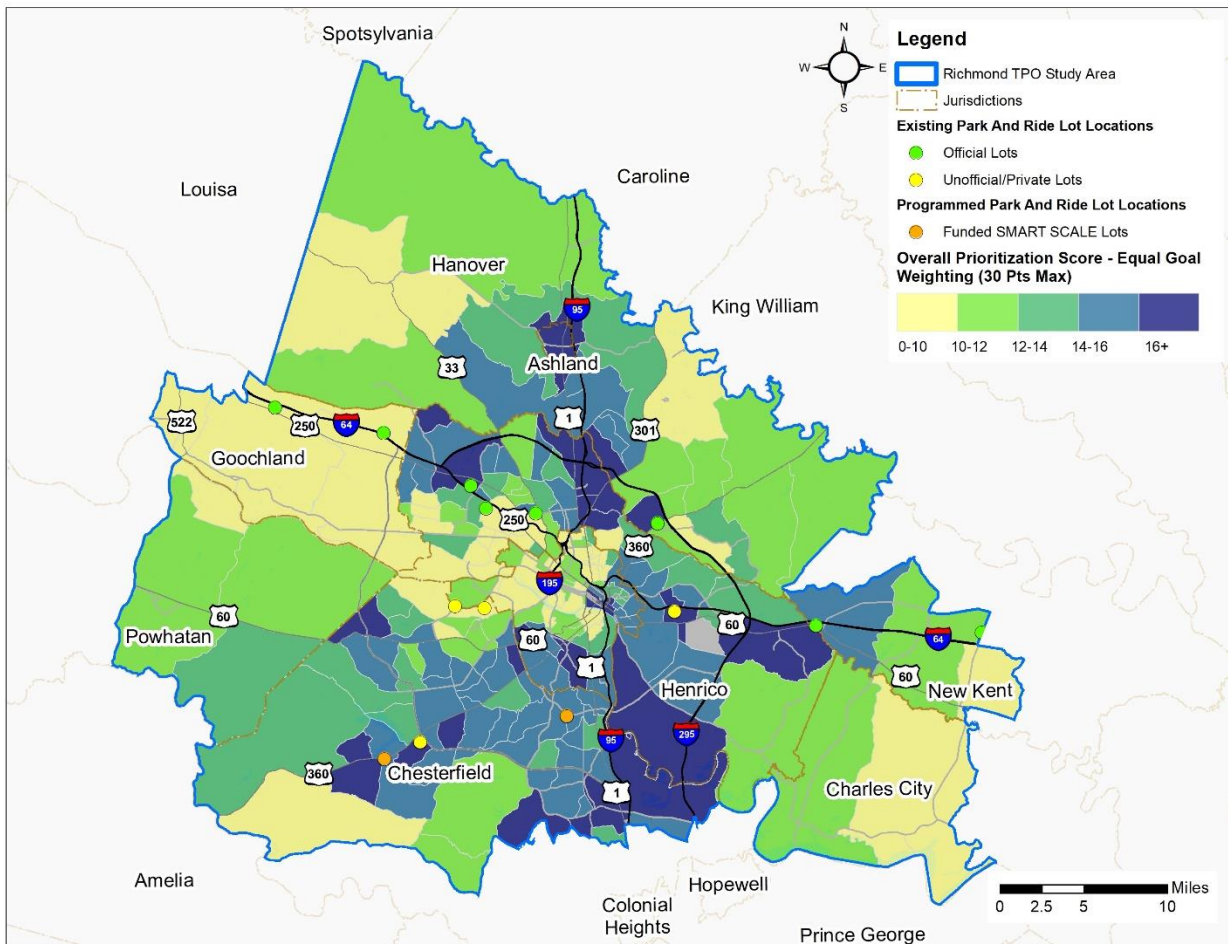 Spotsylvania
Louisa
Caroline
Hanover
King William
95
Ashland
33
1
301
522
250
64
Goochland
250
360
195
60
60
60
64
Powhatan
1
Henrico
60
New Kent
95
295
360
Chesterfield
1
Charles City
Amelia
Hopewell
Colonial
Heights
Prince George
N
W
E
S
Legend
Richmond TPO Study Area
Jurisdictions
Existing Park And Ride Lot Locations
Official Lots
Unofficial/Private Lots
Programmed Park And Ride Lot Locations
Funded SMART SCALE Lots
Overall Prioritization Score - Equal Goal
Weighting (30 Pts Max)
0-10 10-12 12-14 14-16 16+
Miles
0 2.5 5 10